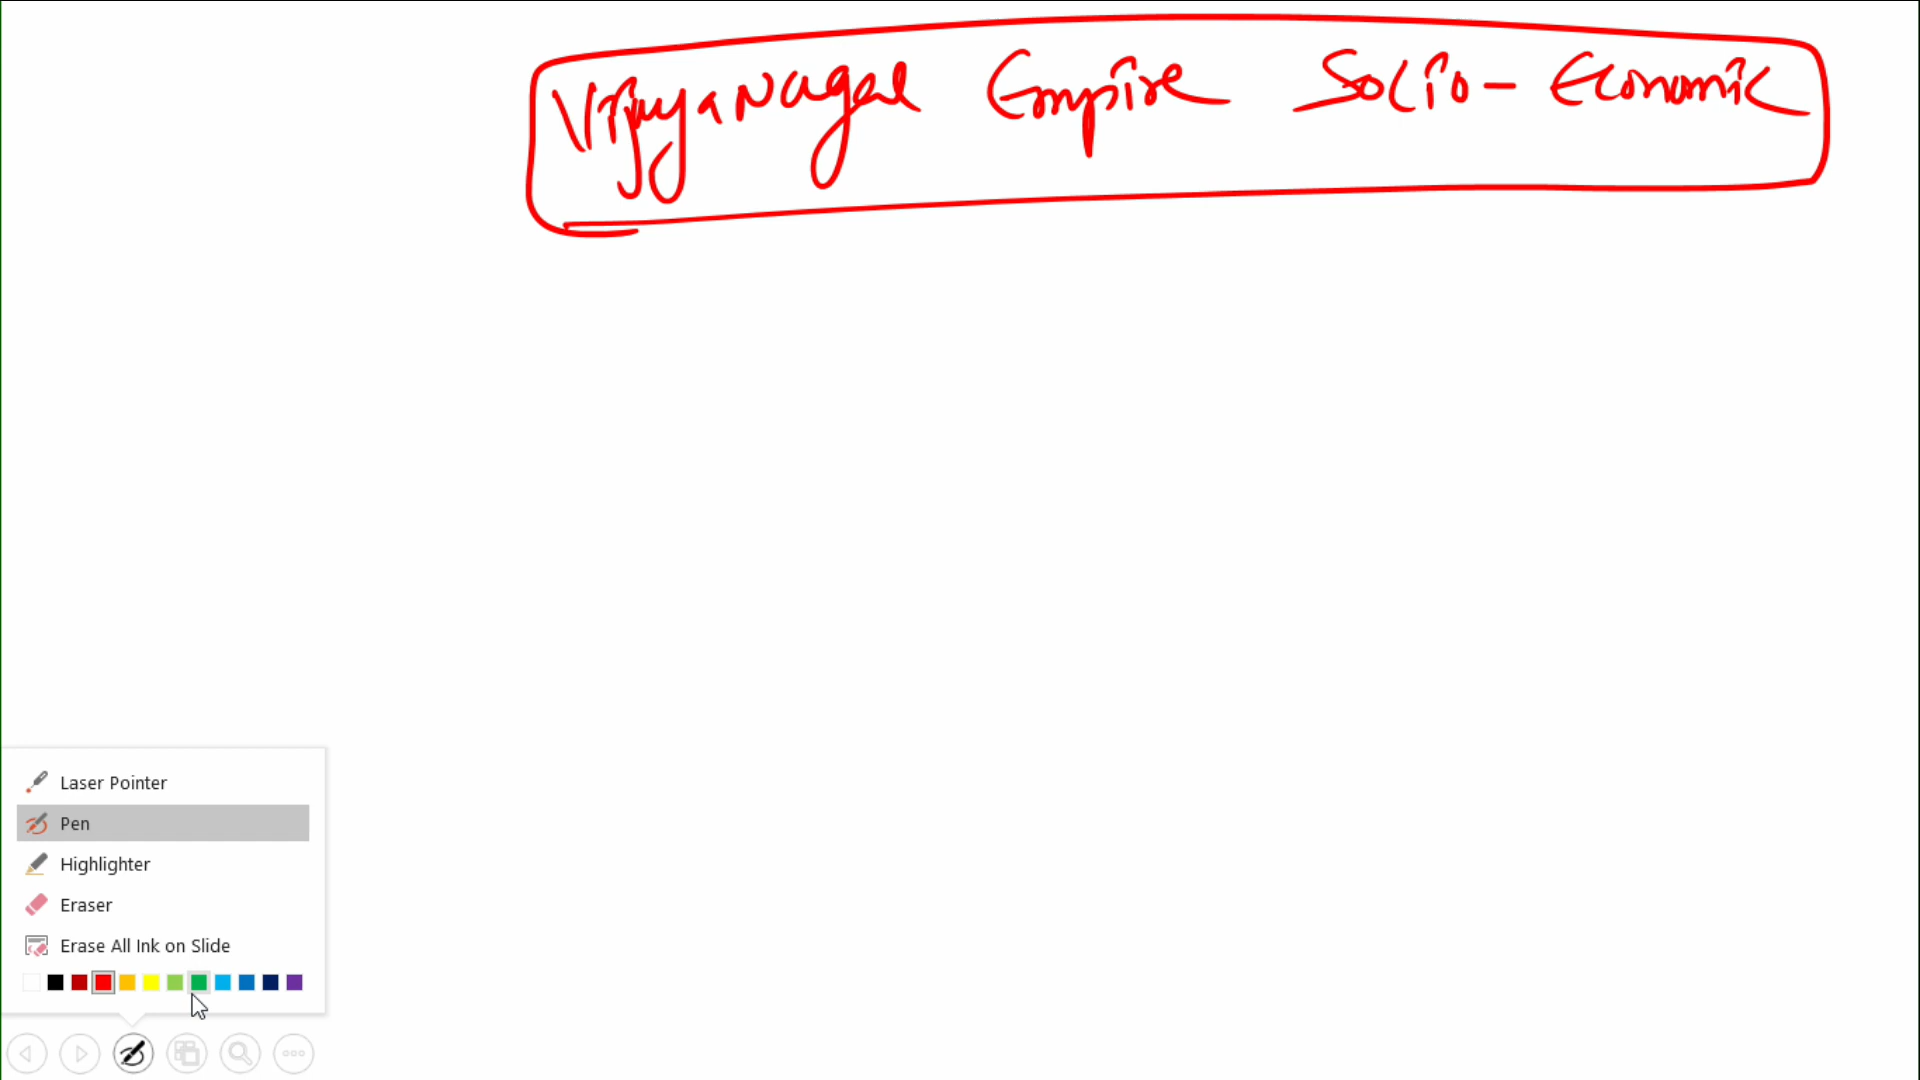 Vijayanagar Empire Socio-Economic
Laser Pointer
Pen
Highlighter
Eraser
Erase All Ink on Slide